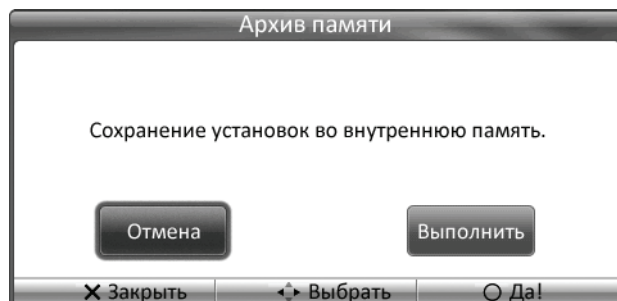 Архив памяти
Сохранение установок во внутреннюю память.
Отмена Выполнить
Закрыть Выбрать Да!